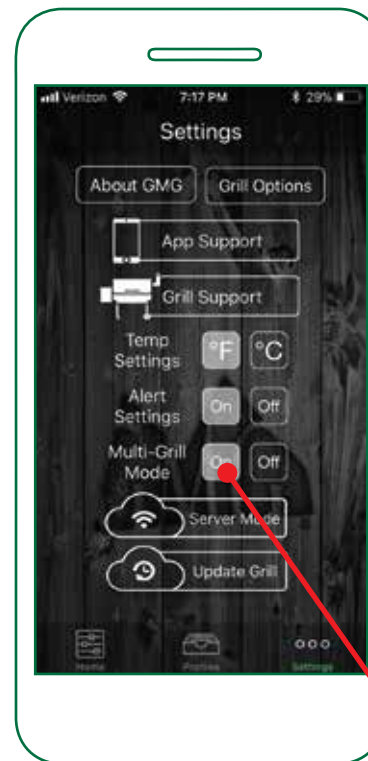 Verizon 7:17 PM 29%
Settings
About GMG Grill Options
App Support
Grill Support
Temp
Settings
°F °C
Alert
Settings
On Off
Multi-Grill
Mode
On Off
Server Mode
Update Grill
Home Profiles Settings